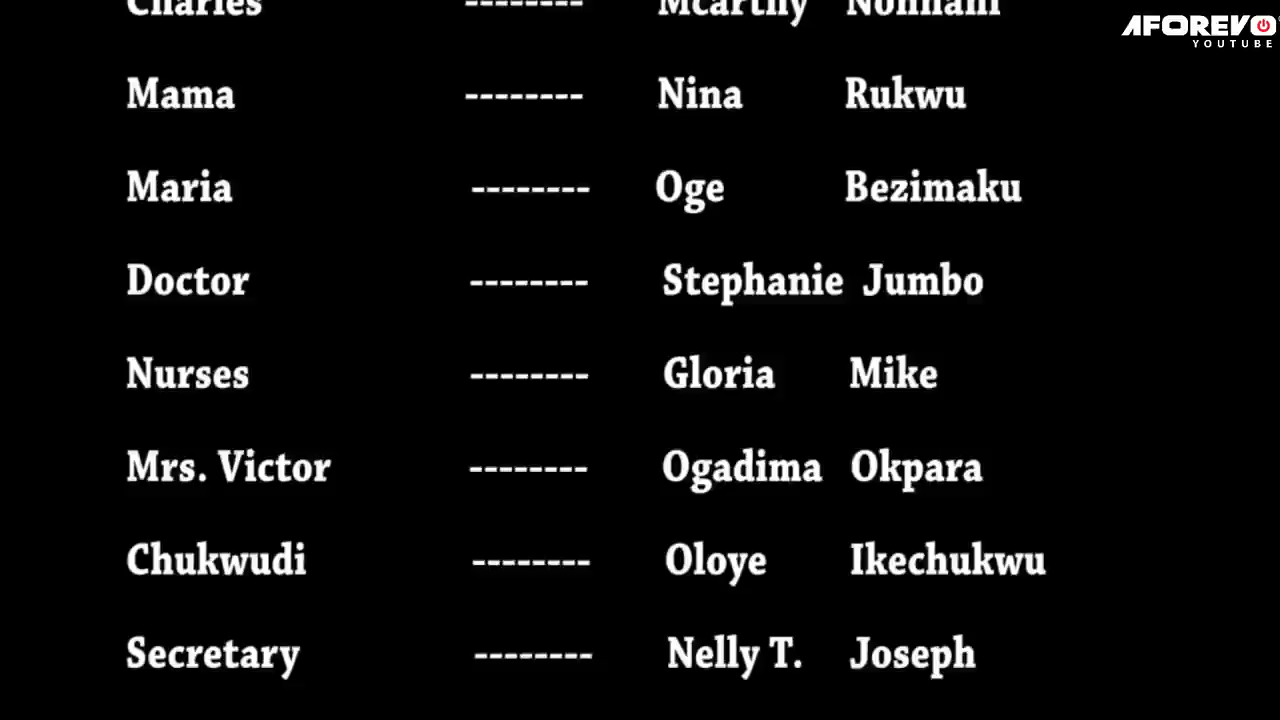 Charles -------- Mcarthy
AFOREVO
YOUTUBE
Mama -------- Nina Rukwu
Maria -------- Oge Bezimaku
Doctor -------- Stephanie Jumbo
Nurses -------- Gloria Mike
Mrs. Victor -------- Ogadima Okpara
Chukwudi -------- Oloye Ikechukwu
Secretary -------- Nelly T. Joseph